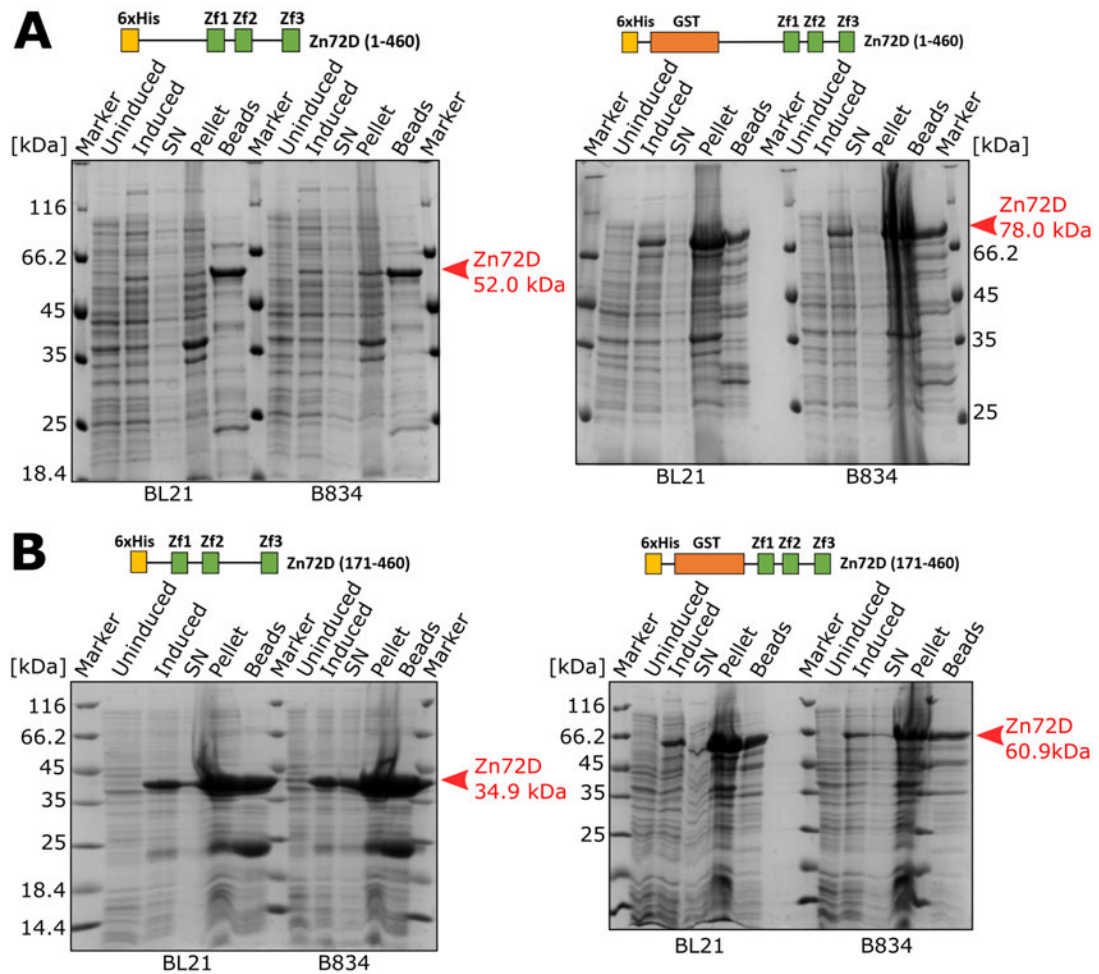 A
6xHis Zf1 Zf2 Zf3
Zn72D (1-460)
Marker Uninduced Induced SN Pellet Beads Marker Uninduced Induced SN Pellet Beads Marker
[kDa]
116
66.2
45
35
25
18.4
Zn72D
52.0 kDa
BL21 B834
6xHis GST Zf1 Zf2 Zf3
Zn72D (1-460)
Marker Uninduced Induced SN Pellet Beads Marker Uninduced Induced SN Pellet Beads Marker
[kDa]
Zn72D
78.0 kDa
66.2
45
35
25
BL21 B834
B
6xHis Zf1 Zf2 Zf3
Zn72D (171-460)
Marker Uninduced Induced SN Pellet Beads Marker Uninduced Induced SN Pellet Beads Marker
[kDa]
116
66.2
45
35
25
18.4
14.4
Zn72D
34.9 kDa
BL21 B834
6xHis GST Zf1 Zf2 Zf3
Zn72D (171-460)
Marker Uninduced Induced SN Pellet Beads Marker Uninduced Induced SN Pellet Beads
[kDa]
116
66.2
45
35
25
Zn72D
60.9kDa
BL21 B834